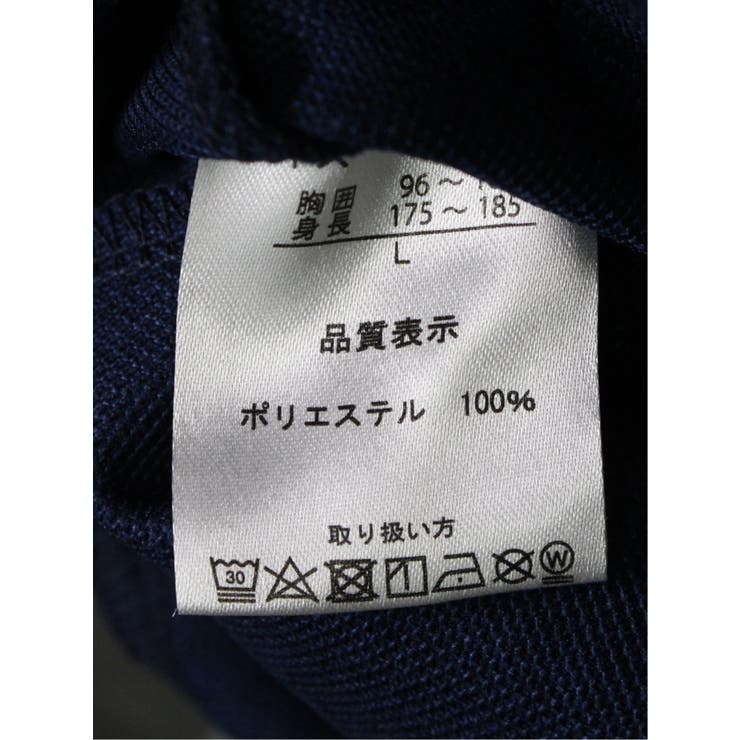 胸囲 96～
身長 175～185
L
品質表示
ポリエステル 100%
取り扱い方
30 W